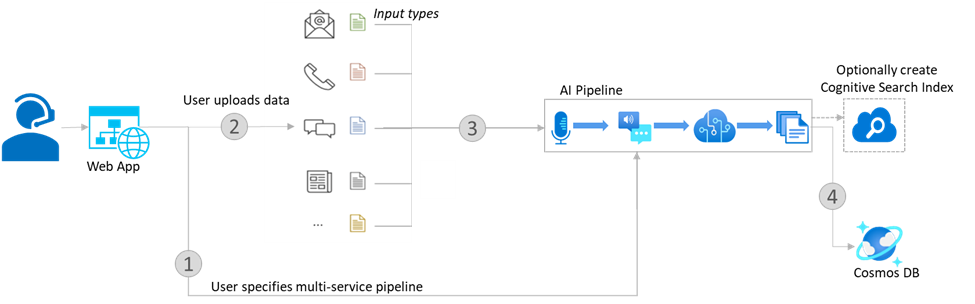 Input types
Optionally create
Cognitive Search Index
User uploads data
AI Pipeline
2
3
Web App
...
4
1
User specifies multi-service pipeline
Cosmos DB